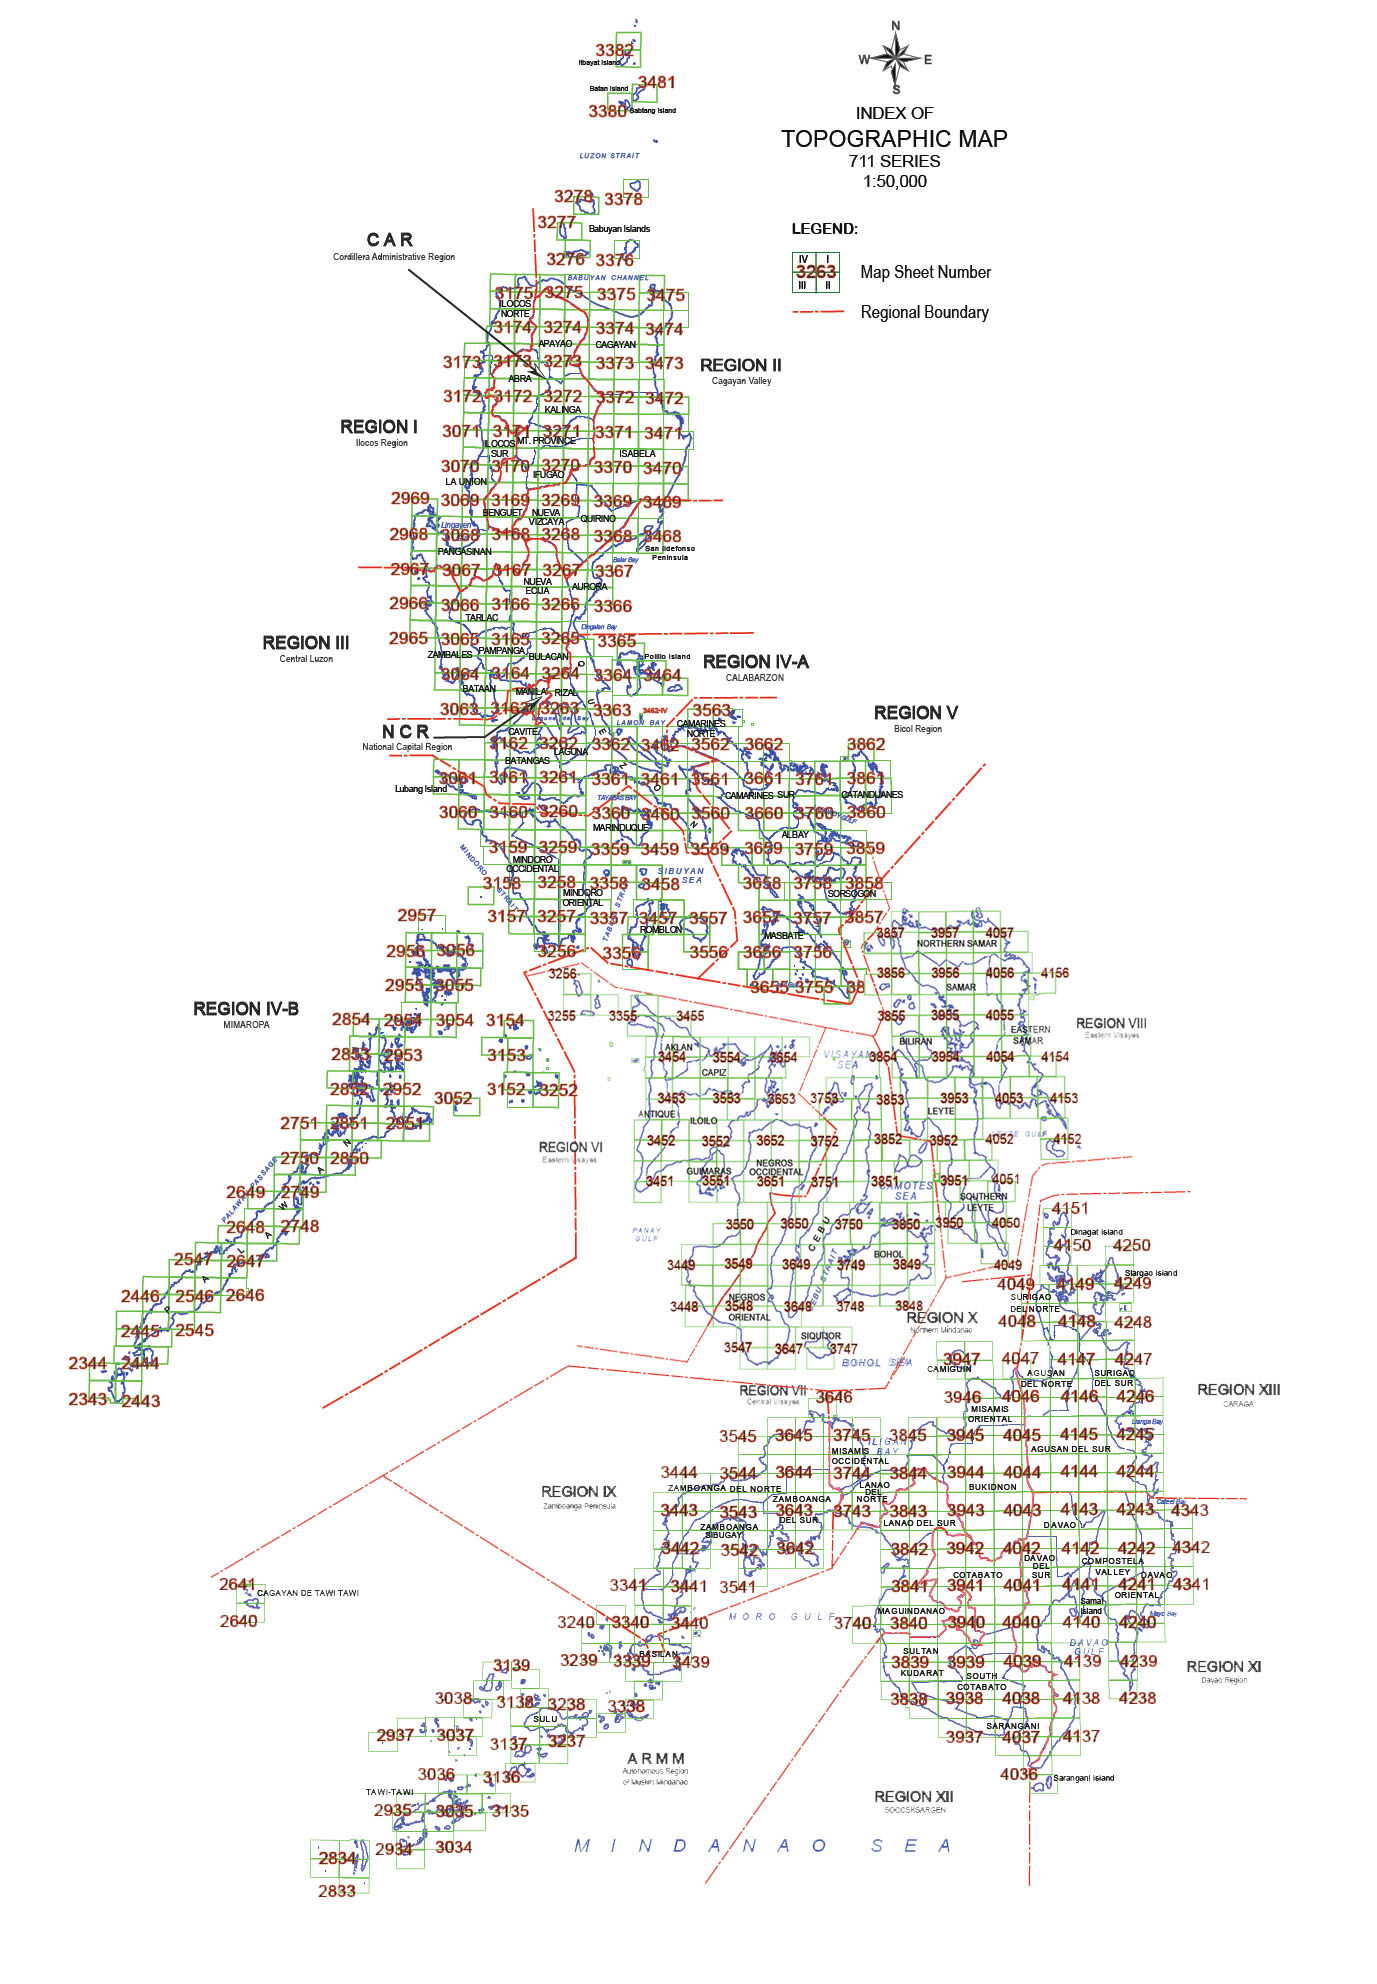 N
W E
S
INDEX OF
TOPOGRAPHIC MAP
711 SERIES
1:50,000
LEGEND:
IV I
3263
III II
Map Sheet Number
Regional Boundary
3382
Itbayat Island
Batan Island
3481
3380
Sabtang Island
LUZON STRAIT
3278 3378
3277
Babuyan Islands
3276 3376
BABUYAN CHANNEL
CAR
Cordillera Administrative Region
3175 3275 3375 3475
ILOCOS
NORTE
3174 3274 3374 3474
APAYAO CAGAYAN
3173 3173 3273 3373 3473
ABRA
REGION II
Cagayan Valley
3172 3172 3272 3372 3472
KALINGA
REGION I
Ilocos Region
3071 3171 3271 3371 3471
ILOCOS
SUR
MT. PROVINCE
ISABELA
3070 3170 3270 3370 3470
LA UNION IFUGAO
2969 3069 3169 3269 3369 3469
BENGUET NUEVA
VIZCAYA QUIRINO
Lingayen
2968 3068 3168 3268 3368 3468
PANGASINAN
San Ildefonso
Peninsula
Baler Bay
2967 3067 3167 3267 3367
NUEVA
ECIJA AURORA
2966 3066 3166 3266 3366
TARLAC
Dingalan Bay
REGION III
Central Luzon
2965 3065 3165 3265 3365
ZAMBALES PAMPANGA BULACAN
Polillo Island
REGION IV-A
CALABARZON
3064 3164 3264 3364 3464
BATAAN MANILA RIZAL
3063 3163 3263 3363 3462-IV 3563
Laguna de Bay LAMON BAY
CAMARINES
NORTE
REGION V
Bicol Region
NCR
National Capital Region
CAVITE
LAGUNA
QUEZON
3162 3262 3362 3462 3562 3662 3862
BATANGAS
3061 3161 3261 3361 3461 3561 3661 3761 3861
Lubang Island
TAYABAS BAY
CAMARINES SUR CATANDUANES
3060 3160 3260 3360 3460 3560 3660 3760 3860
MARINDUQUE ALBAY
3159 3259 3359 3459 3559 3659 3759 3859
MINDORO STRAIT
MINDORO
OCCIDENTAL
SIBUYAN
SEA
3158 3258 3358 3458 3658 3758 3858
MINDORO
ORIENTAL
SORSOGON
2957 3157 3257 3357 3457 3557 3657 3757 3857
ROMBLON MASBATE
2956 3056 3256 3356 3556 3656 3756
2955 3055 3655 3755 38
3857 3957 4057
NORTHERN SAMAR
3256 3856 3956 4056 4156
SAMAR
REGION IV-B
MIMAROPA
2854 2954 3054 3154
3255 3355 3455 3855 3955 4055
BILIRAN EASTERN
SAMAR
REGION VIII
Eastern Visayas
2853 2953 3153
AKLAN
CAPIZ
VISAYAN
SEA
3454 3554 3654 3854 3954 4054 4154
2852 2952 3052 3152 3252
3453 3553 3653 3753 3853 3953 4053 4153
ANTIQUE ILOILO LEYTE
2751 2851 2951
LEYTE GULF
REGION VI
Eastern Visayas
3452 3552 3652 3752 3852 3952 4052 4152
2750 2850
GUIMARAS NEGROS
OCCIDENTAL
3451 3551 3651 3751 3851 3951 4051
CAMOTES
SEA
SOUTHERN
LEYTE
2649 2749
PALAWAN PASSAGE
PALAWAN
2648 2748
PANAY
GULF
CEBU
3550 3650 3750 3850 3950 4050
BOHOL
4151
Dinagat Island
4150 4250
2547 2647
3449 3549 3649 3749 3849 4049
CEBU STRAIT
Siargao Island
4049 4149 4249
SURIGAO
DEL NORTE
2446 2546 2646
NEGROS
ORIENTAL
3448 3548 3648 3748 3848
REGION X
Northern Mindanao
4048 4148 4248
2445 2545
SIQUIJOR
3547 3647 3747
BOHOL SEA
3947 4047 4147 4247
CAMIGUIN
AGUSAN
DEL NORTE
SURIGAO
DEL SUR
2344 2444
2343 2443
REGION VII
Central Visayas
3646 3946 4046 4146 4246
REGION XIII
CARAGA
MISAMIS
ORIENTAL
Lianga Bay
3545 3645 3745 3845 3945 4045 4145 4245
ILIGAN
BAY
MISAMIS
OCCIDENTAL
AGUSAN DEL SUR
3444 3544 3644 3744 3844 3944 4044 4144 4244
ZAMBOANGA DEL NORTE
LANAO
DEL
NORTE
BUKIDNON
REGION IX
Zamboanga Peninsula
ZAMBOANGA
DEL SUR
Cateel Bay
3443 3543 3643 3743 3843 3943 4043 4143 4243 4343
ZAMBOANGA
SIBUGAY
LANAO DEL SUR DAVAO
3442 3542 3642 3842 3942 4042 4142 4242 4342
DAVAO
DEL
SUR
COMPOSTELA
VALLEY
COTABATO DAVAO
ORIENTAL
2641
CAGAYAN DE TAWI TAWI
3341 3441 3541 3841 3941 4041 4141 4241 4341
Samal
Island
MAGUINDANAO
MORO GULF
Mayo Bay
2640 3240 3340 3440 3740 3840 3940 4040 4140 4240
DAVAO
GULF
BASILAN
SULTAN
KUDARAT
3239 3339 3439 3839 3939 4039 4139 4239
SOUTH
COTABATO
REGION XI
Davao Region
3139
3038 3138 3238 3338 3838 3938 4038 4138 4238
SULU SARANGANI
2937 3037 3137 3237 3937 4037 4137
ARMM
Autonomous Region
of Muslim Mindanao
3036 3136 4036
Sarangani Island
TAWI-TAWI
REGION XII
SOCCSKSARGEN
2935 3035 3135
2934 3034
MINDANAO SEA
2834
2833